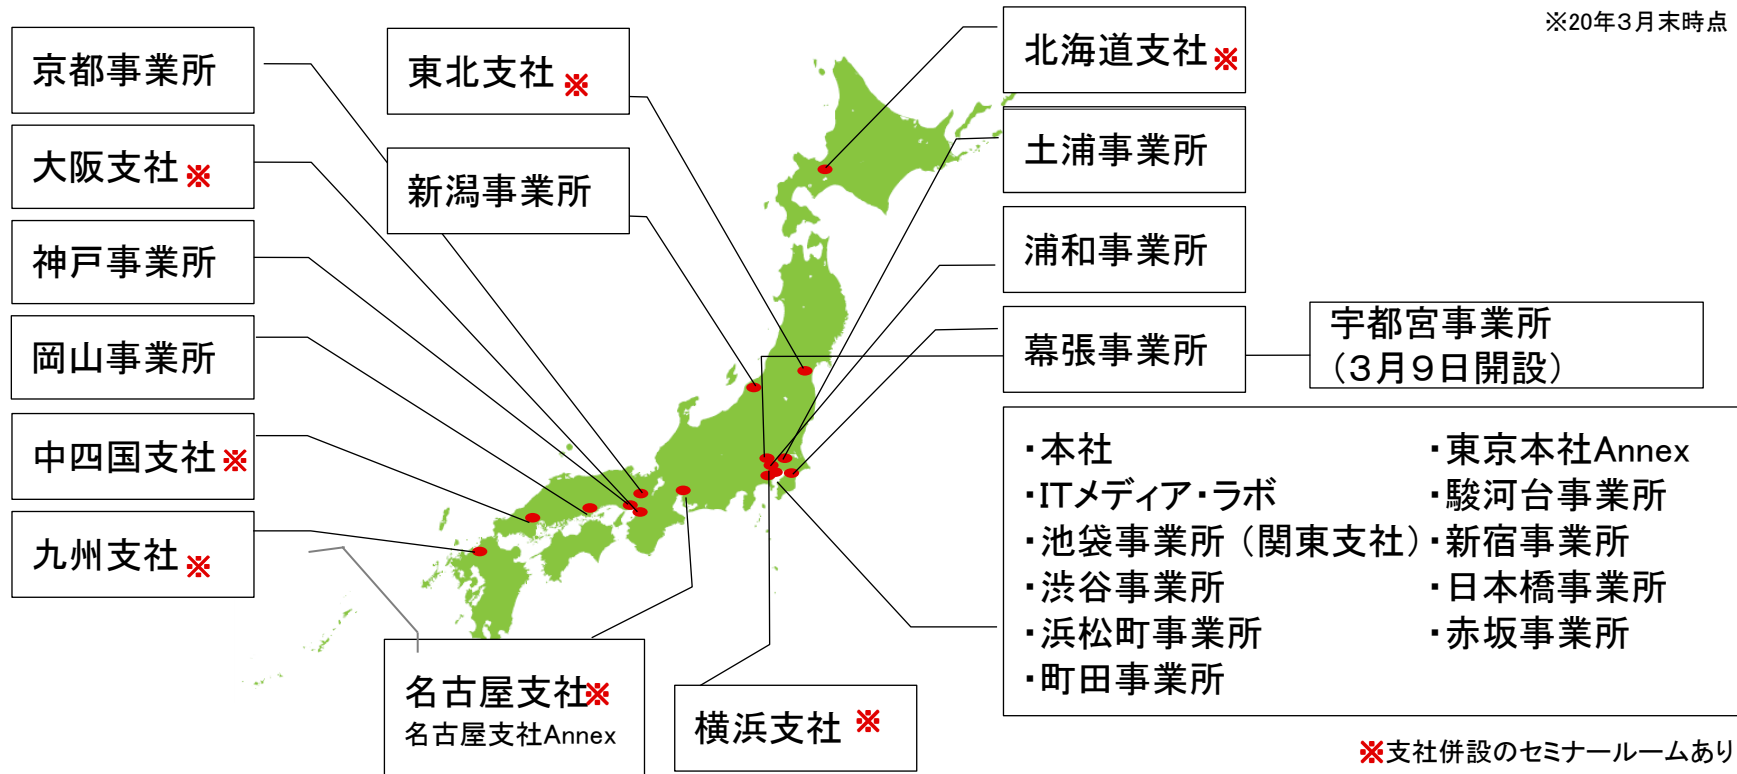 ※20年3月末時点
京都事業所
大阪支社※
神戸事業所
岡山事業所
中四国支社※
九州支社※
東北支社※
新潟事業所
北海道支社※
土浦事業所
浦和事業所
幕張事業所
宇都宮事業所
（3月9日開設）
・本社
・ITメディア・ラボ
・池袋事業所（関東支社）
・渋谷事業所
・浜松町事業所
・町田事業所
・東京本社Annex
・駿河台事業所
・新宿事業所
・日本橋事業所
・赤坂事業所
名古屋支社※
名古屋支社Annex
横浜支社 ※
※支社併設のセミナールームあり